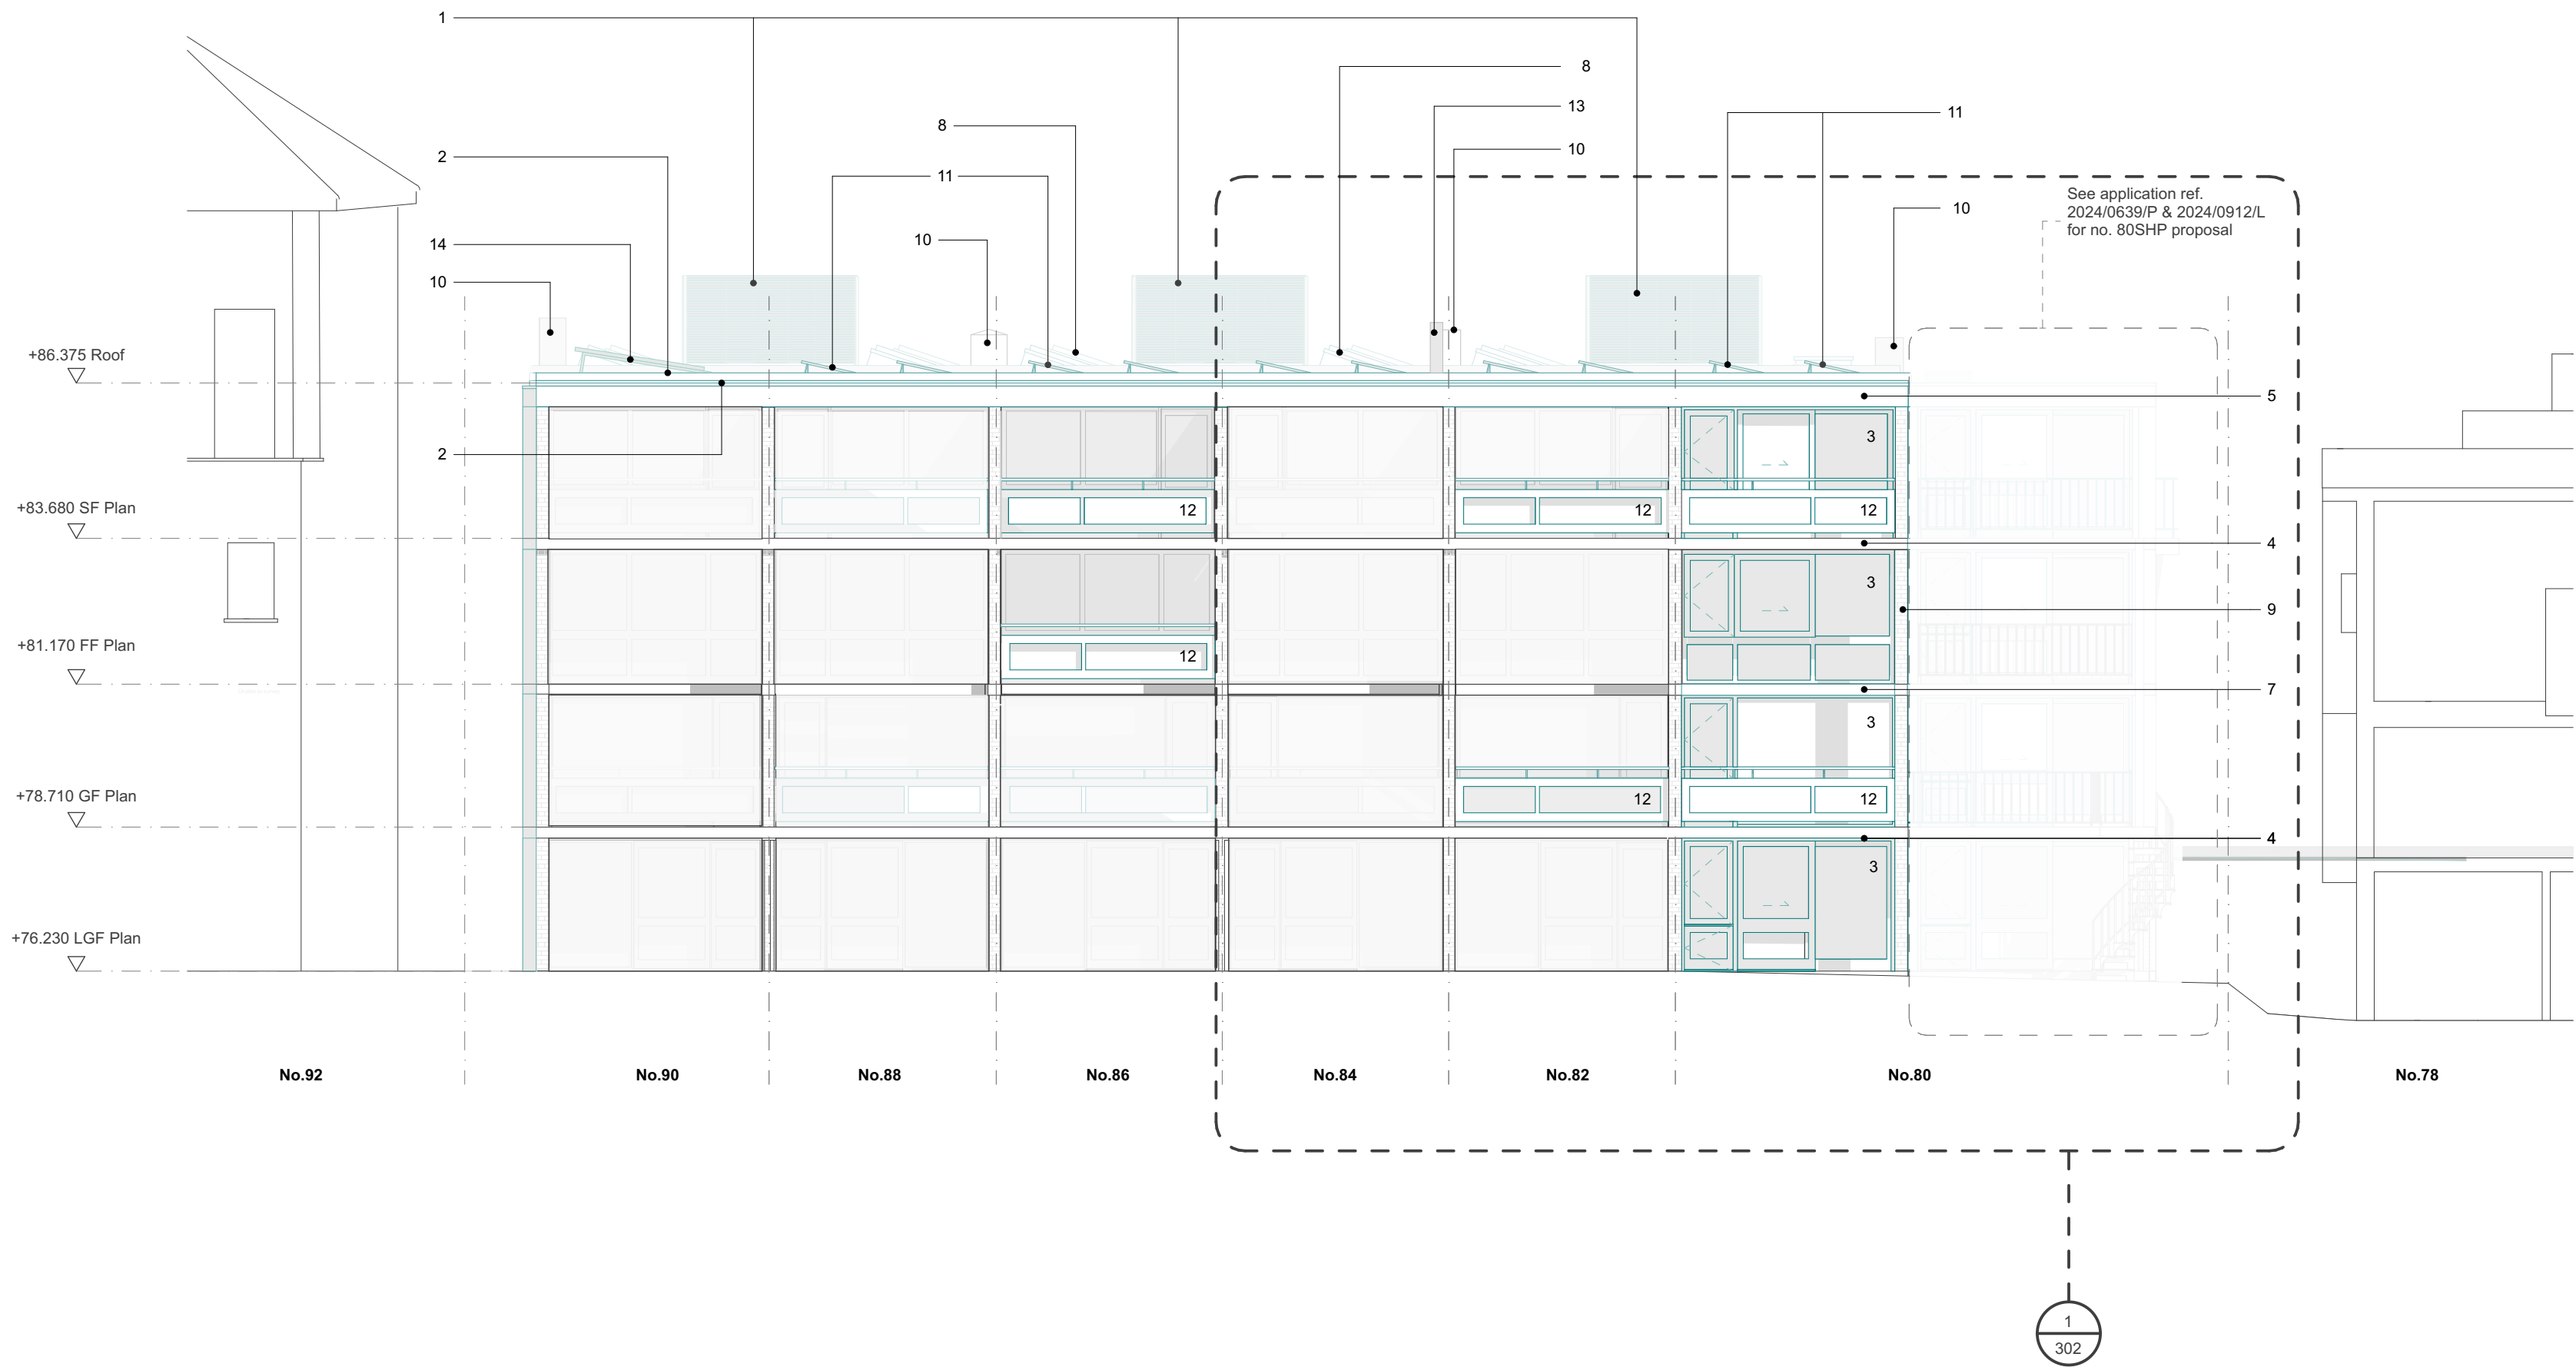 1
8
13
8
11
2
10
11
See application ref.
2024/0639/P & 2024/0912/L
for no. 80SHP proposal
10
14
10
10
+86.375 Roof
5
3
2
+83.680 SF Plan
12
12
12
4
3
9
+81.170 FF Plan
12
7
3
+78.710 GF Plan
12
12
4
3
+76.230 LGF Plan
No.92
No.90
No.88
No.86
No.84
No.82
No.80
No.78
1
302